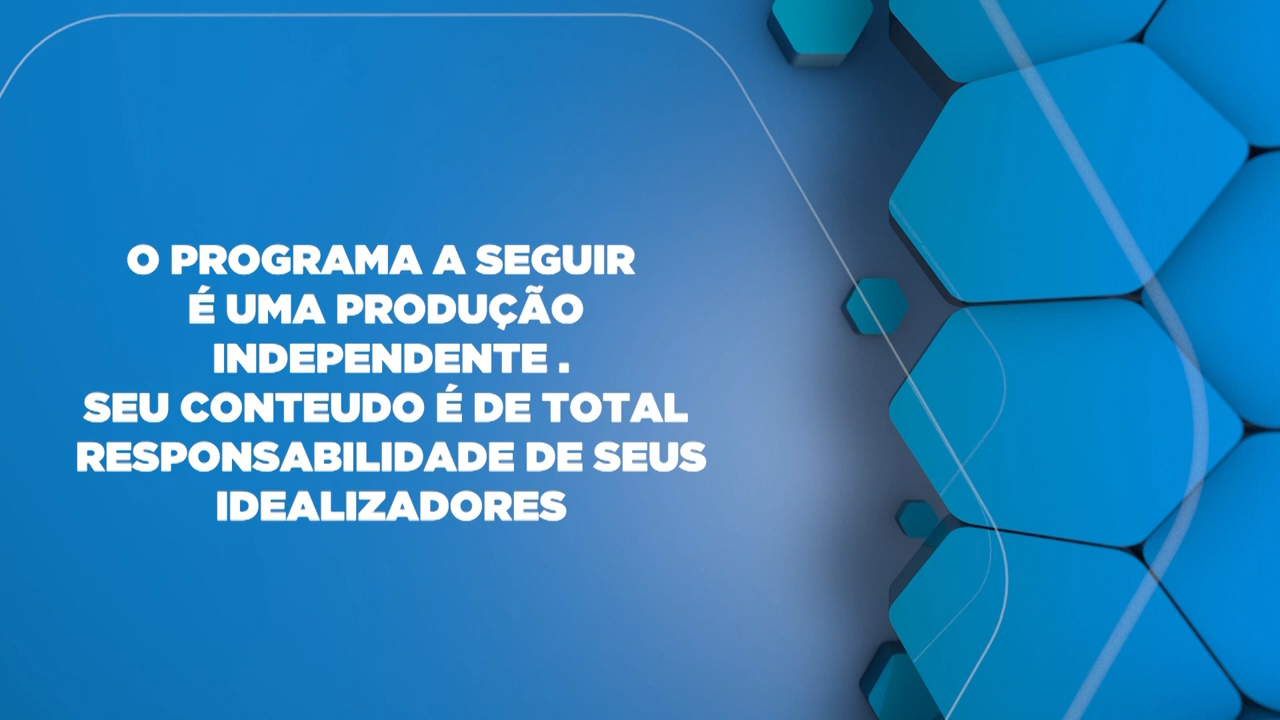 O PROGRAMA A SEGUIR
É UMA PRODUÇÃO
INDEPENDENTE .
SEU CONTEUDO É DE TOTAL
RESPONSABILIDADE DE SEUS
IDEALIZADORES